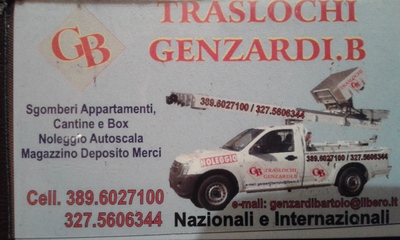 TRASLOCHI
GENZARDI.B
GB
Sgomberi Appartamenti,
Cantine e Box
Noleggio Autoscala
Magazzino Deposito Merci
389.6027100 / 327.5606344
NOLEGGIO
389.6027100 / 327.5606344
GB TRASLOCHI
GENZARDI.B
Cell. 389.6027100
327.5606344
e-mail: genzardibartolo@libero.it
Nazionali e Internazionali